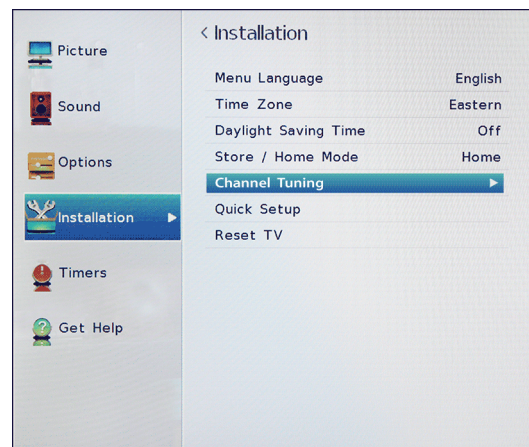 Picture
Sound
Options
Installation
Timers
Get Help
< Installation
Menu Language English
Time Zone Eastern
Daylight Saving Time Off
Store / Home Mode Home
Channel Tuning
Quick Setup
Reset TV